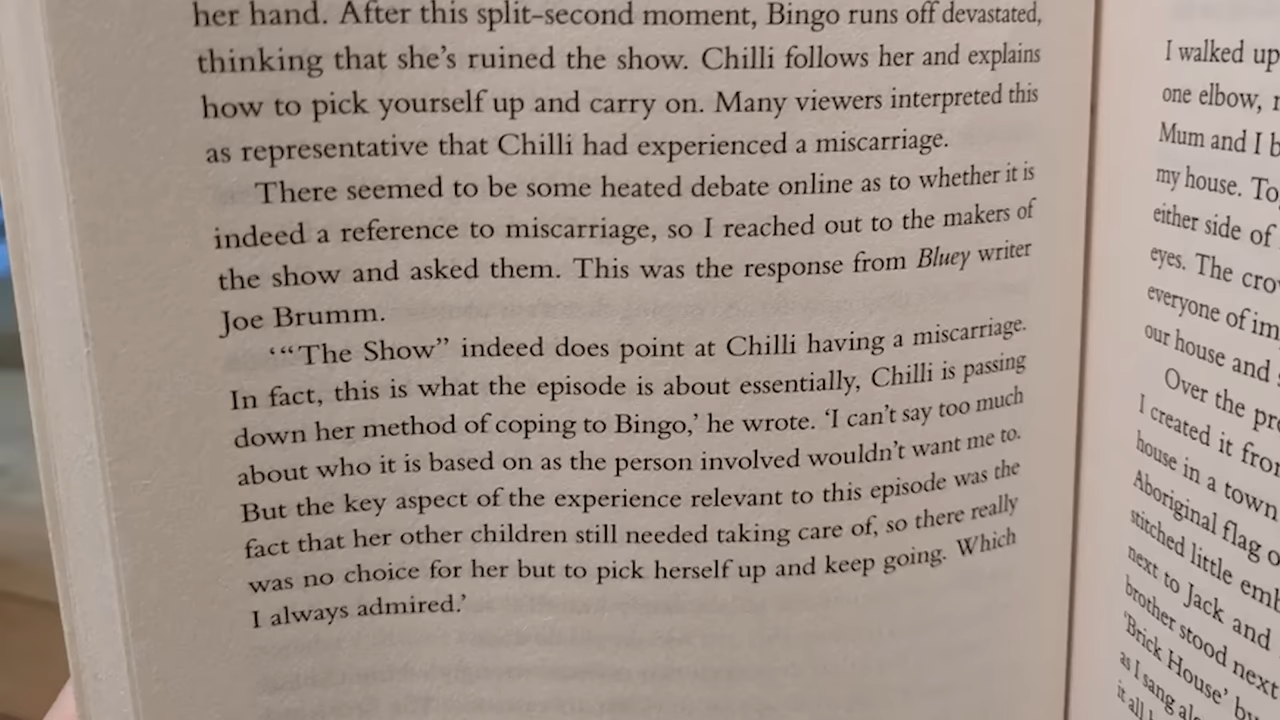 her hand. After this split-second moment, Bingo runs off devastated,
thinking that she's ruined the show. Chilli follows her and explains
how to pick yourself up and carry on. Many viewers interpreted this
as representative that Chilli had experienced a miscarriage.
There seemed to be some heated debate online as to whether it is
indeed a reference to miscarriage, so I reached out to the makers of
the show and asked them. This was the response from Bluey writer
Joe Brumm.
‘“The Show” indeed does point at Chilli having a miscarriage.
In fact, this is what the episode is about essentially, Chilli is passing
down her method of coping to Bingo,’ he wrote. ‘I can’t say too much
about who it is based on as the person involved wouldn’t want me to.
But the key aspect of the experience relevant to this episode was the
fact that her other children still needed taking care of, so there really
was no choice for her but to pick herself up and keep going. Which
I always admired.’
I walked up
one elbow,
Mum and I
my house.
either side of
eyes. The
everyone of
our house and
Over the
I created it
house in a town
Aboriginal flag
stitched little
next to Jack and
brother stood next
‘Brick House’
as I sang
it all